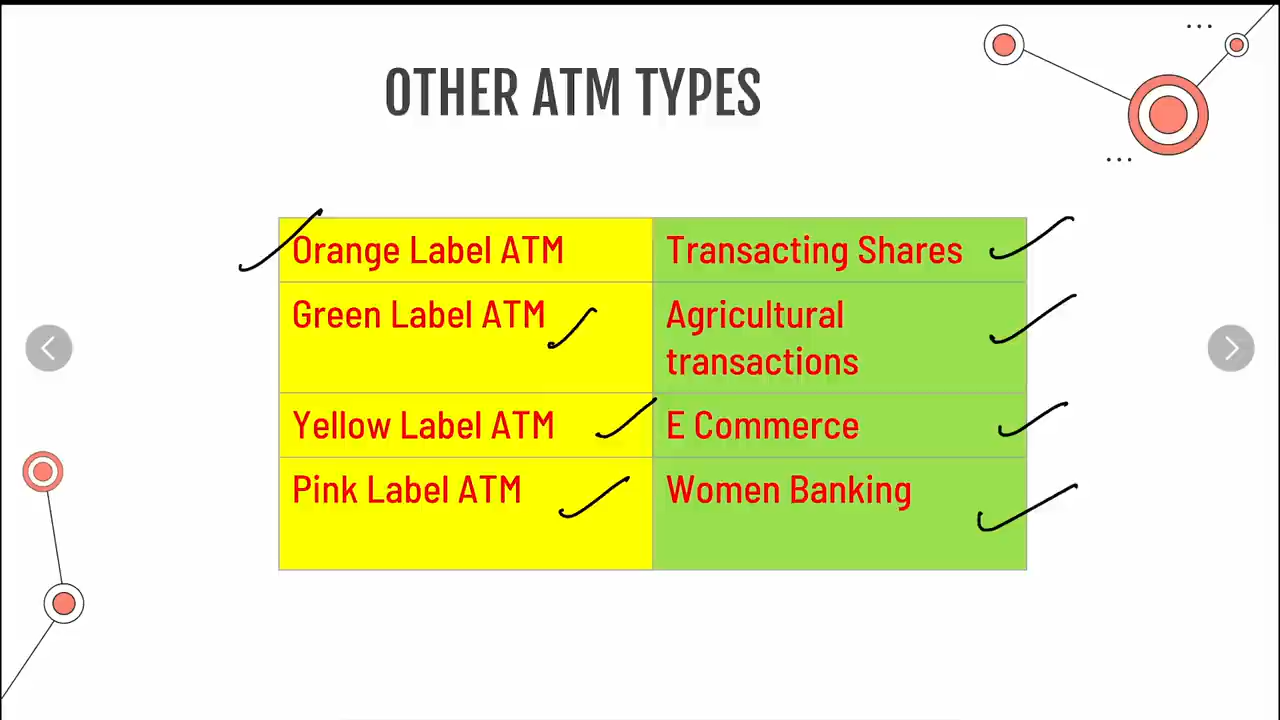 OTHER ATM TYPES
Orange Label ATM
Transacting Shares
Green Label ATM
Agricultural
transactions
Yellow Label ATM
E Commerce
Pink Label ATM
Women Banking